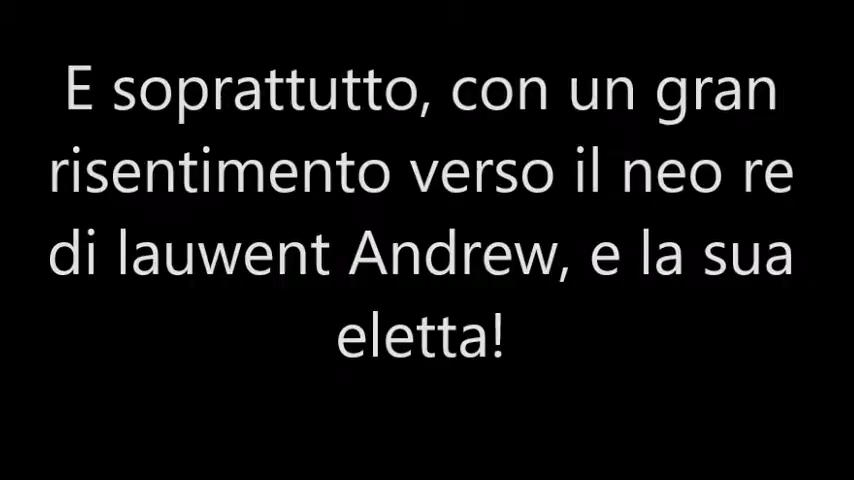 E soprattutto, con un gran
risentimento verso il neo re
di lauwent Andrew, e la sua
eletta!